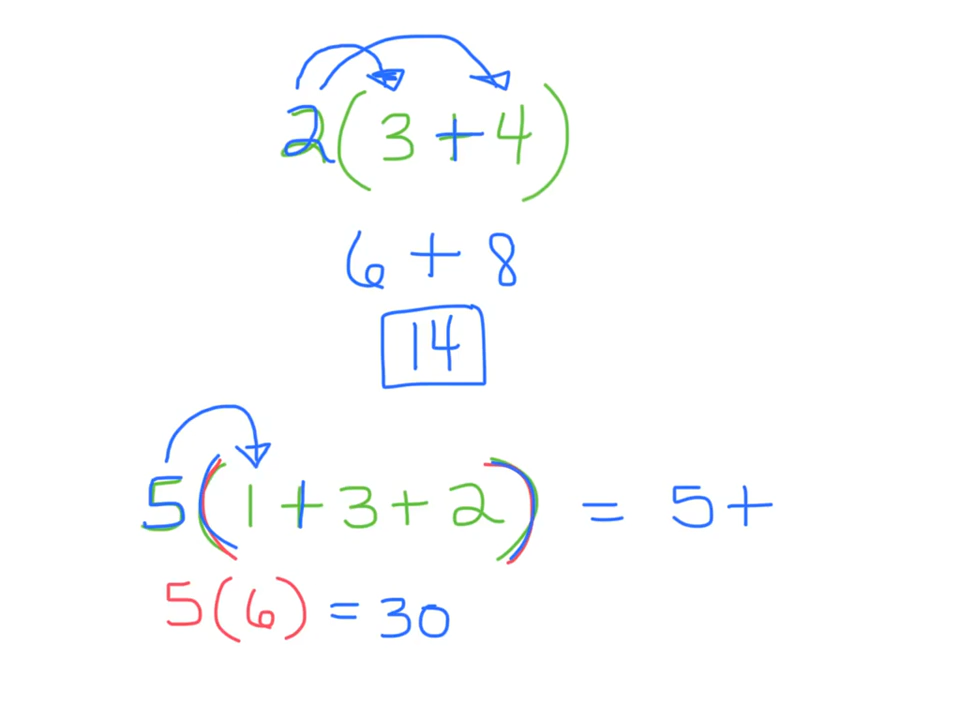 2(3+4)
6+8
14
5(1+3+2) = 5+
5(6) = 30